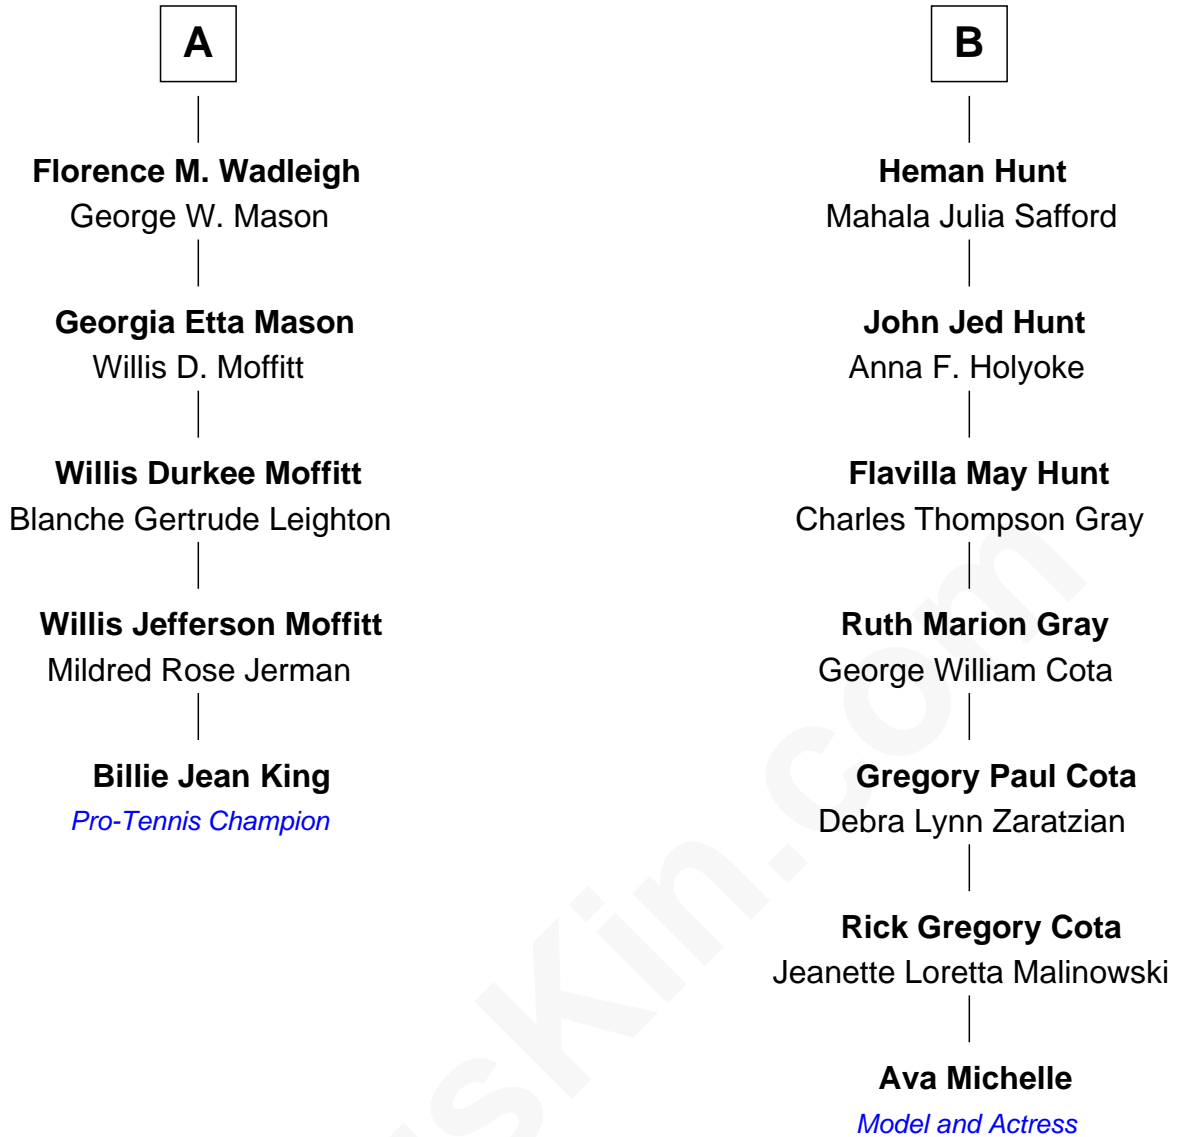 A
Florence M. Wadleigh
George W. Mason
Georgia Etta Mason
Willis D. Moffitt
Willis Durkee Moffitt
Blanche Gertrude Leighton
Willis Jefferson Moffitt
Mildred Rose Jerman
Billie Jean King
Pro-Tennis Champion
B
Heman Hunt
Mahala Julia Safford
John Jed Hunt
Anna F. Holyoke
Flavilla May Hunt
Charles Thompson Gray
Ruth Marion Gray
George William Cota
Gregory Paul Cota
Debra Lynn Zaratzian
Rick Gregory Cota
Jeanette Loretta Malinowski
Ava Michelle
Model and Actress
sKin.com